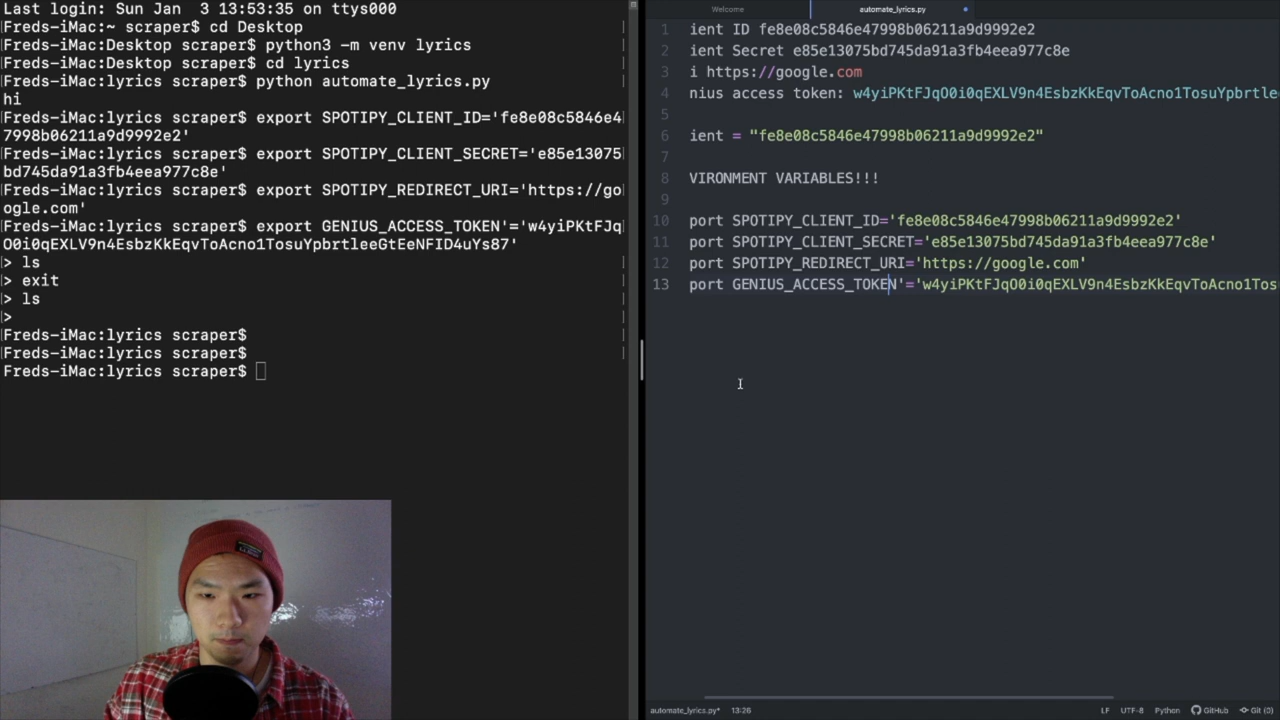 Last login: Sun Jan  3 13:53:35 on ttys000
Freds-iMac:~ scraper$ cd Desktop
Freds-iMac:Desktop scraper$ python3 -m venv lyrics
Freds-iMac:Desktop scraper$ cd lyrics
Freds-iMac:lyrics scraper$ python automate_lyrics.py
hi
Freds-iMac:lyrics scraper$ export SPOTIPY_CLIENT_ID='fe8e08c5846e4
7998b06211a9d9992e2'
Freds-iMac:lyrics scraper$ export SPOTIPY_CLIENT_SECRET='e85e13075
bd745da91a3fb4eea977c8e'
Freds-iMac:lyrics scraper$ export SPOTIPY_REDIRECT_URI='https://go
ogle.com'
Freds-iMac:lyrics scraper$ export GENIUS_ACCESS_TOKEN'='w4yiPKtFJq
O0i0qEXLV9n4EsbzKkEqvToAcno1TosuYpbrtleeGtEeNFID4uYs87'
> ls
> exit
> ls
>
Freds-iMac:lyrics scraper$
Freds-iMac:lyrics scraper$
Freds-iMac:lyrics scraper$
Welcome
automate_lyrics.py
1 ient ID fe8e08c5846e47998b06211a9d9992e2
2 ient Secret e85e13075bd745da91a3fb4eea977c8e
3 i https://google.com
4 nius access token: w4yiPKtFJqO0i0qEXLV9n4EsbzKkEqvToAcno1TosuYpbrtlee
5
6 ient = "fe8e08c5846e47998b06211a9d9992e2"
7
8 VIRONMENT VARIABLES!!!
9
10 port SPOTIPY_CLIENT_ID='fe8e08c5846e47998b06211a9d9992e2'
11 port SPOTIPY_CLIENT_SECRET='e85e13075bd745da91a3fb4eea977c8e'
12 port SPOTIPY_REDIRECT_URI='https://google.com'
13 port GENIUS_ACCESS_TOKEN'='w4yiPKtFJqO0i0qEXLV9n4EsbzKkEqvToAcno1Tos
automate_lyrics.py* 13:26 LF UTF-8 Python GitHub Git (0)